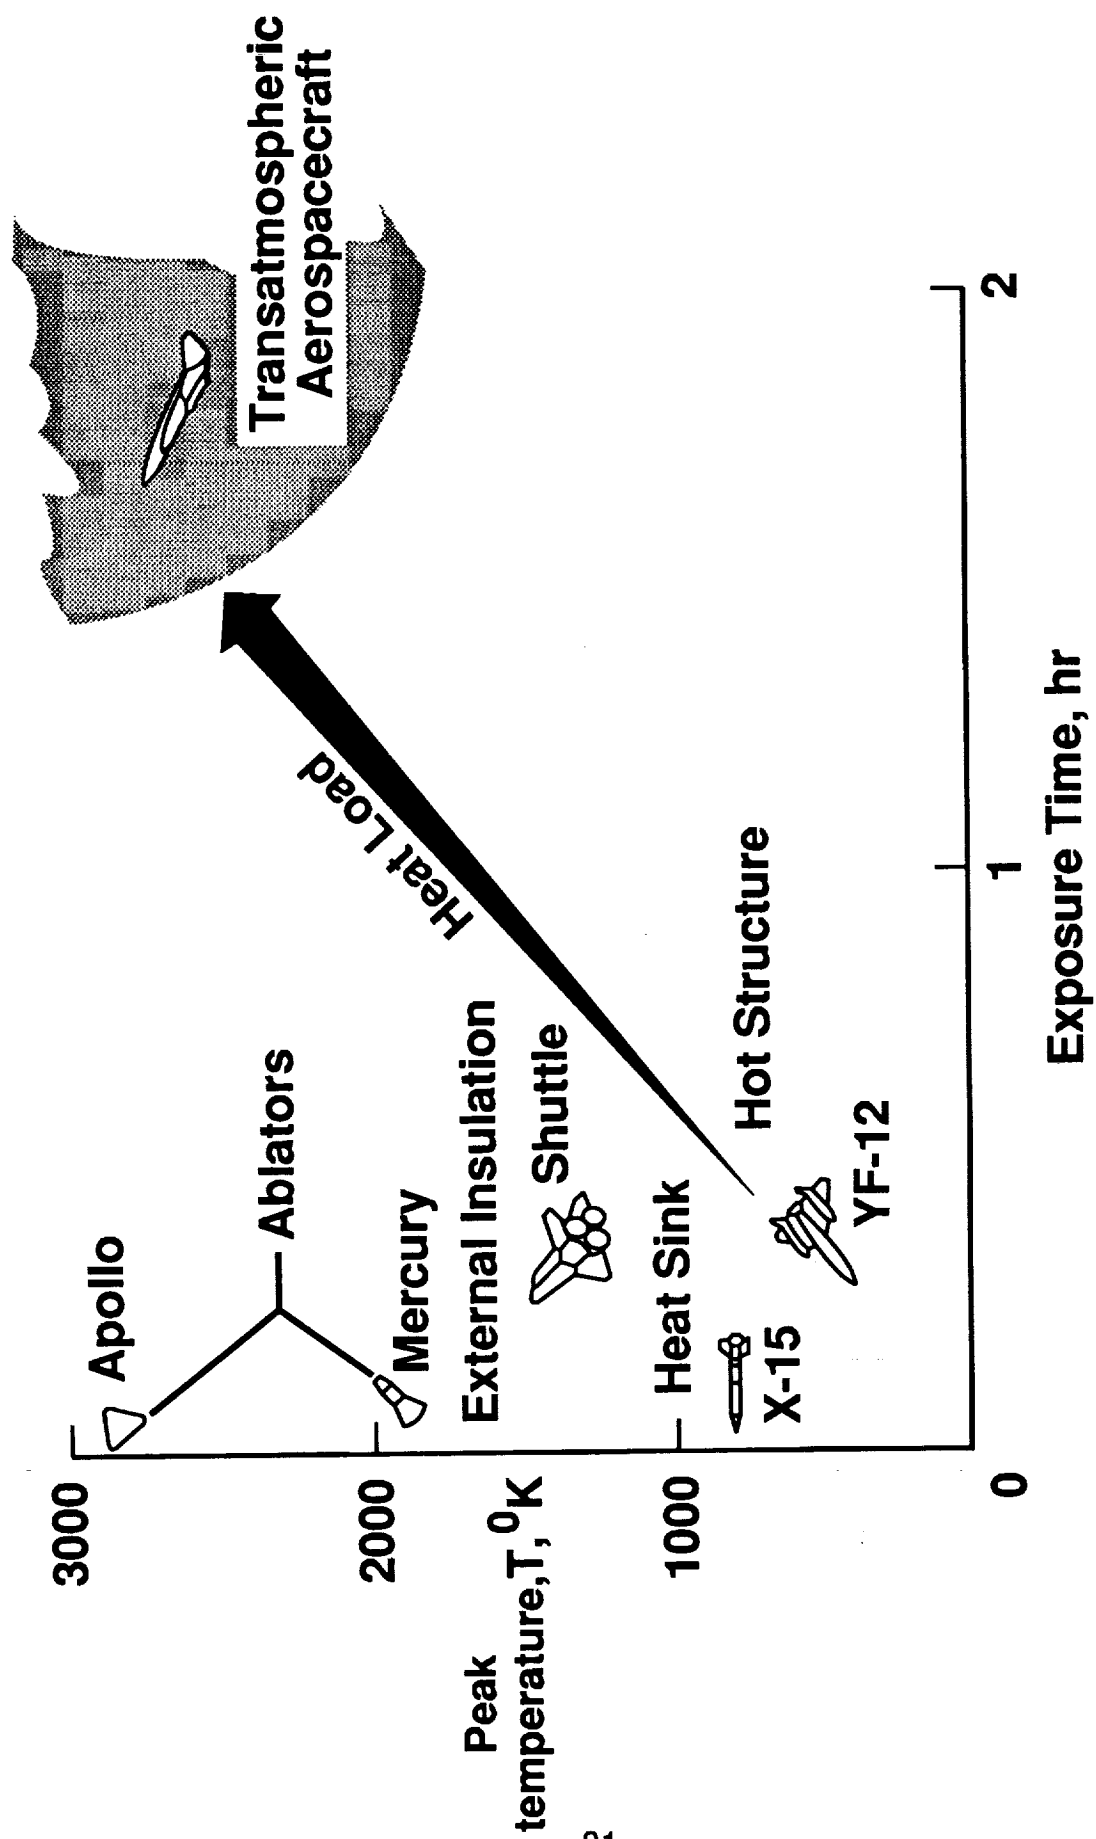 3000
2000
1000
0
Peak
temperature,T, ⁰K
Apollo
Ablators
Mercury
External Insulation
Shuttle
Heat Sink
X-15
Hot Structure
YF-12
Heat Load
Transatmospheric
Aerospacecraft
1
2
Exposure Time, hr